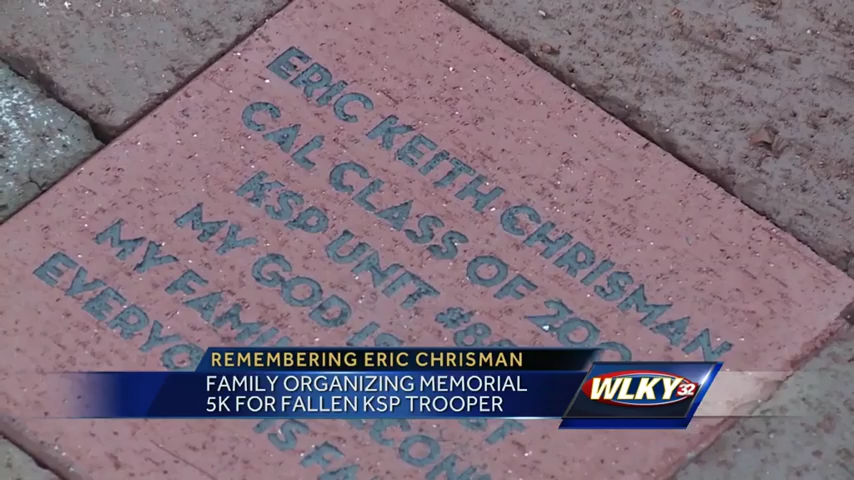 ERIC KEITH CHRISMAN
CAL CLASS OF
KSP UNIT
MY GOD
MY
REMEMBERING ERIC CHRISMAN
FAMILY ORGANIZING MEMORIAL
5K FOR FALLEN KSP TROOPER
WLKY 32